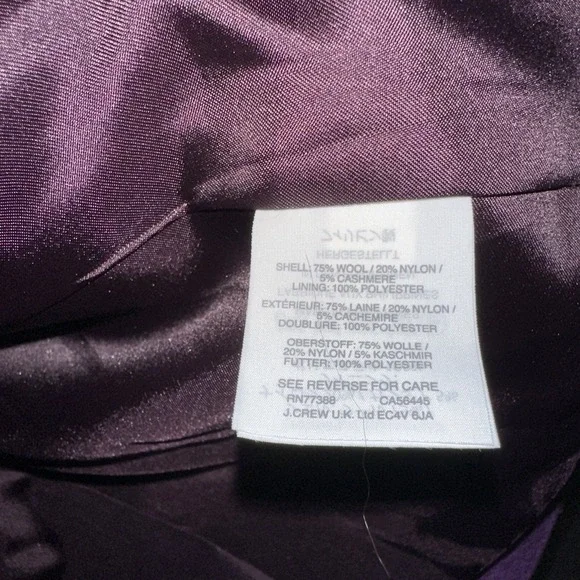 SHELL: 75% WOOL / 20% NYLON /
5% CASHMERE
LINING: 100% POLYESTER
EXTÉRIEUR: 75% LAINE / 20% NYLON /
5% CACHEMIRE
DOUBLURE: 100% POLYESTER
OBERSTOFF: 75% WOLLE /
20% NYLON / 5% KASCHMIR
FUTTER: 100% POLYESTER
SEE REVERSE FOR CARE
RN77388 CA56445
J.CREW U.K. Ltd EC4V 6JA